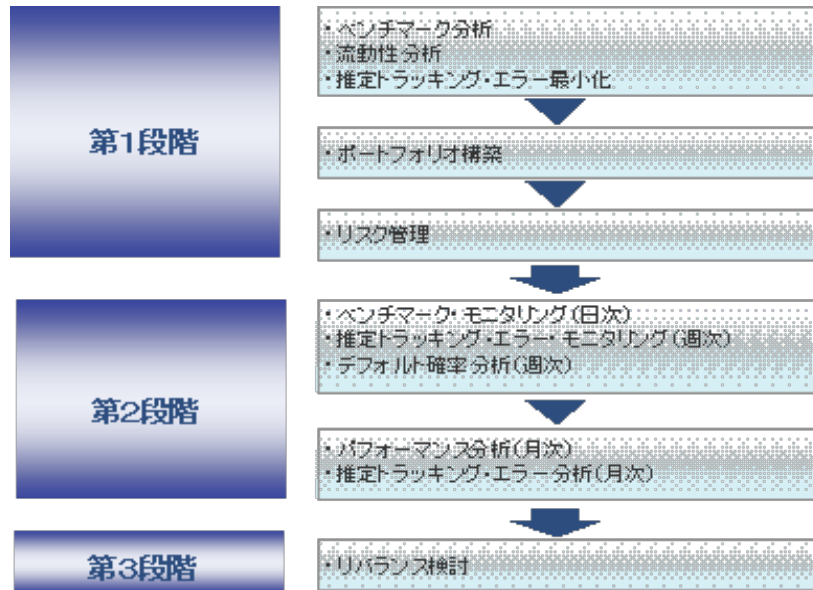 第1段階
・ベンチマーク分析
・流動性分析
・推定トラッキング・エラー最小化
・ポートフォリオ構築
・リスク管理
第2段階
・ベンチマーク・モニタリング(日次)
・推定トラッキング・エラー・モニタリング(週次)
・デフォルト確率分析(週次)
・パフォーマンス分析(月次)
・推定トラッキング・エラー分析(月次)
第3段階
・リバランス検討